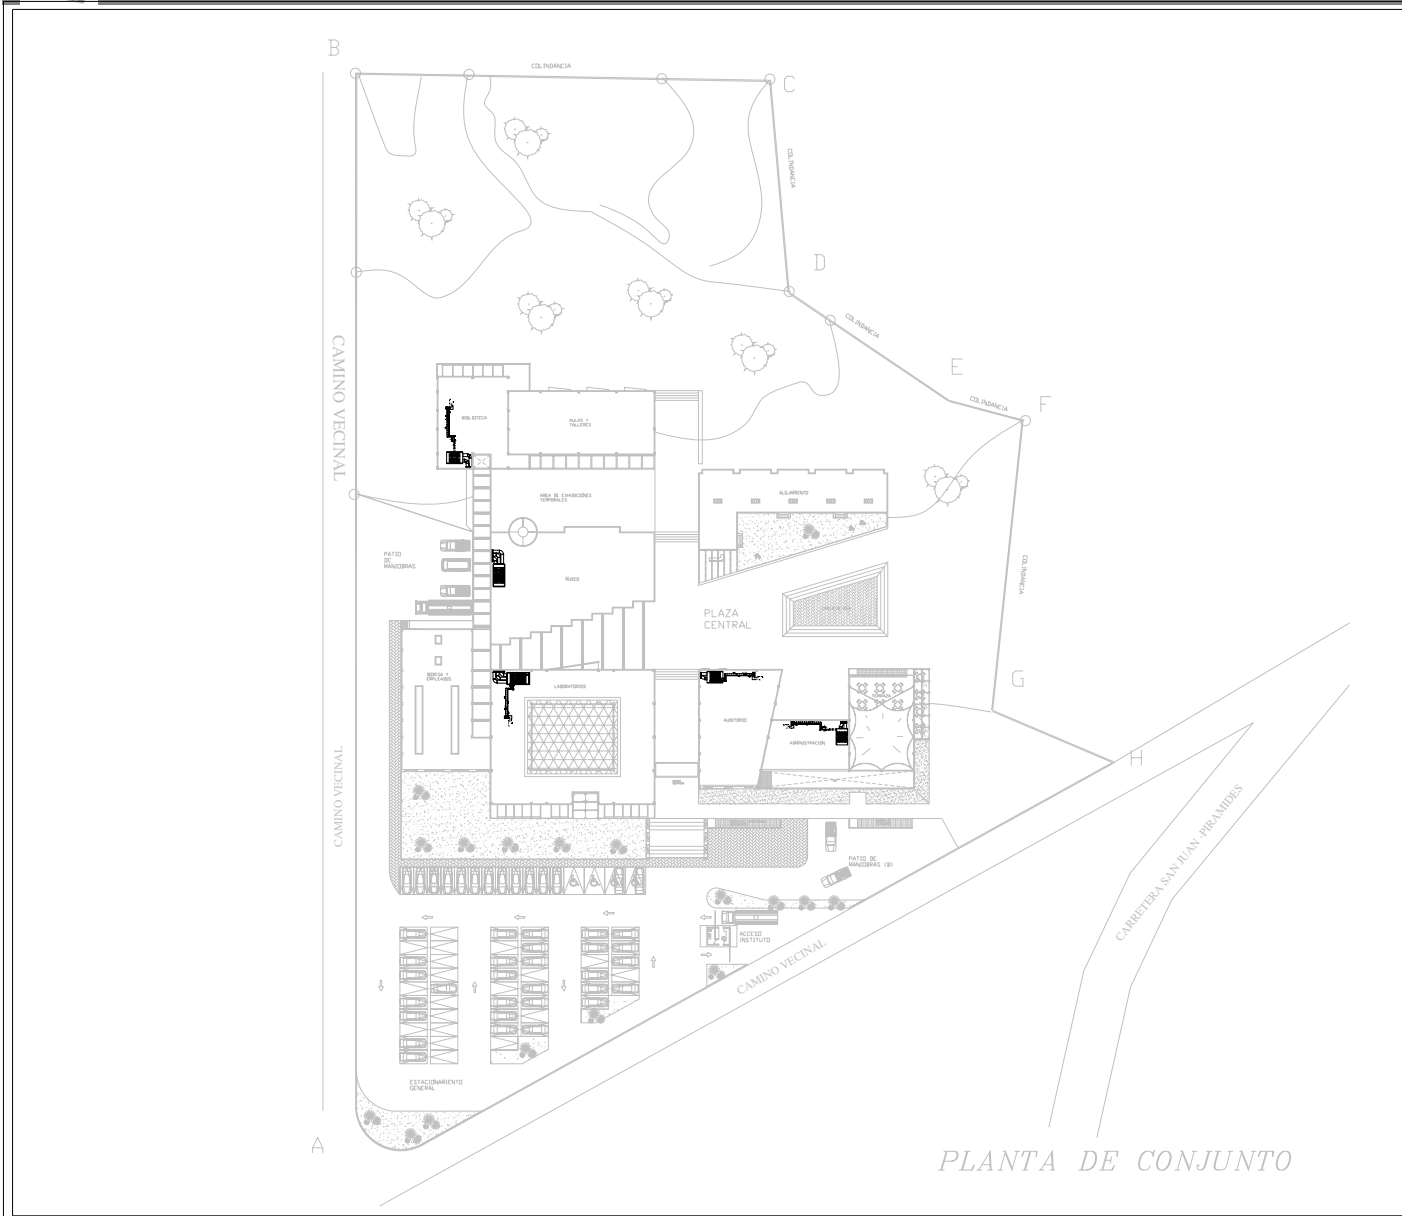 B
COLINDANCIA
C
COLINDANCIA
D
COLINDANCIA
E
COLINDANCIA
F
CAMINO VECINAL
BIBLIOTECA
AULAS Y
TALLERES
AREA DE EXHIBICIONES
TEMPORALES
ALOJAMIENTO
PATIO
DE
MANIOBRAS
MUSEO
COLINDANCIA
PLAZA
CENTRAL
BODEGA Y
EMPLEADOS
LABORATORIOS
TERRAZA
G
AUDITORIO
ADMINISTRACION
H
CAMINO VECINAL
PATIO DE
MANIOBRAS (B)
CARRETERA SAN JUAN -PIRAMIDES
ACCESO
INSTITUTO
CAMINO VECINAL
ESTACIONAMIENTO
GENERAL
A
PLANTA DE CONJUNTO